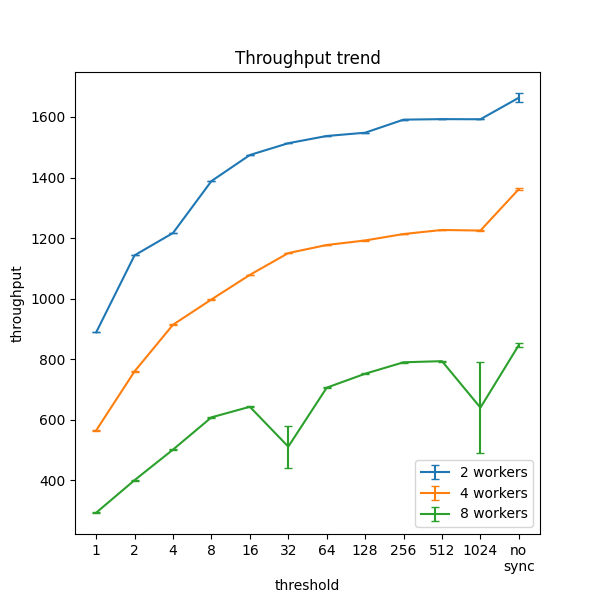 Throughput trend
throughput
1600
1400
1200
1000
800
600
400
1 2 4 8 16 32 64 128 256 512 1024 no sync
threshold
2 workers
4 workers
8 workers